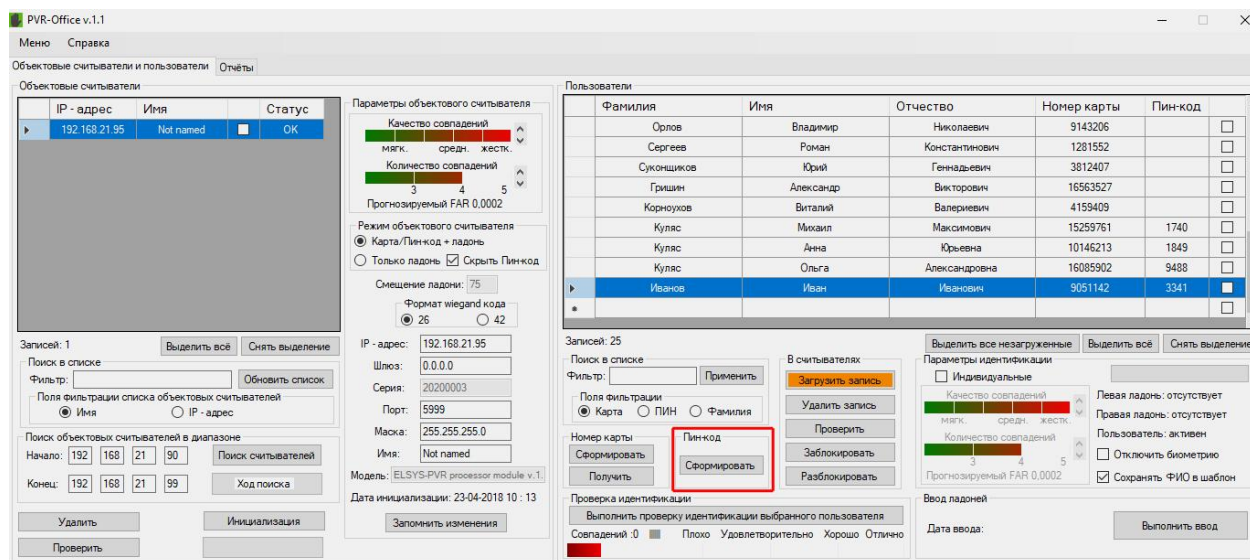 PVR-Office v.1.1
Меню Справка
Объектовые считыватели и пользователи Отчёты
Объектовые считыватели
IP - адрес Имя Статус
192.168.21.95 Not named OK
Записей: 1 Выделить всё Снять выделение
Поиск в списке
Фильтр: Обновить список
Поля фильтрации списка объектовых считывателей
Имя IP - адрес
Поиск объектовых считывателей в диапазоне
Начало: 192 168 21 90 Поиск считывателей
Конец: 192 168 21 99 Ход поиска
Удалить Инициализация
Проверить
Параметры объектового считывателя
Качество совпадений
мягк. средн. жестк.
Количество совпадений
3 4 5
Прогнозируемый FAR 0,0002
Режим объектового считывателя
Карта/Пин-код + ладонь
Только ладонь Скрыть Пин-код
Смещение ладони: 75
Формат wiegand кода
26 42
IP - адрес: 192.168.21.95
Шлюз: 0.0.0.0
Серия: 20200003
Порт: 5999
Маска: 255.255.255.0
Имя: Not named
Модель: ELSYS-PVR processor module v.1.
Дата инициализации: 23-04-2018 10 : 13
Запомнить изменения
Пользователи
Фамилия Имя Отчество Номер карты Пин-код
Орлов Владимир Николаевич 9143206
Сергеев Роман Константинович 1281552
Суконщиков Юрий Геннадьевич 3812407
Гришин Александр Викторович 16563527
Корноухов Виталий Валериевич 4159409
Куляс Михаил Максимович 15259761 1740
Куляс Анна Юрьевна 10146213 1849
Куляс Ольга Александровна 16085902 9488
Иванов Иван Иванович 9051142 3341
Записей: 25 Выделить все незагруженные Выделить всё Снять выделение
Поиск в списке
Фильтр: Применить
Поля фильтрации
Карта ПИН Фамилия
Номер карты
Сформировать
Получить
Пин-код
Сформировать
В считывателях
Загрузить запись
Удалить запись
Проверить
Заблокировать
Разблокировать
Параметры идентификации
Индивидуальные
Качество совпадений
мягк. средн. жестк.
Количество совпадений
3 4 5
Прогнозируемый FAR 0,0002
Левая ладонь: отсутствует
Правая ладонь: отсутствует
Пользователь: активен
Отключить биометрию
Сохранять ФИО в шаблон
Проверка идентификации
Выполнить проверку идентификации выбранного пользователя
Совпадений :0 Плохо Удовлетворительно Хорошо Отлично
Ввод ладоней
Дата ввода: Выполнить ввод